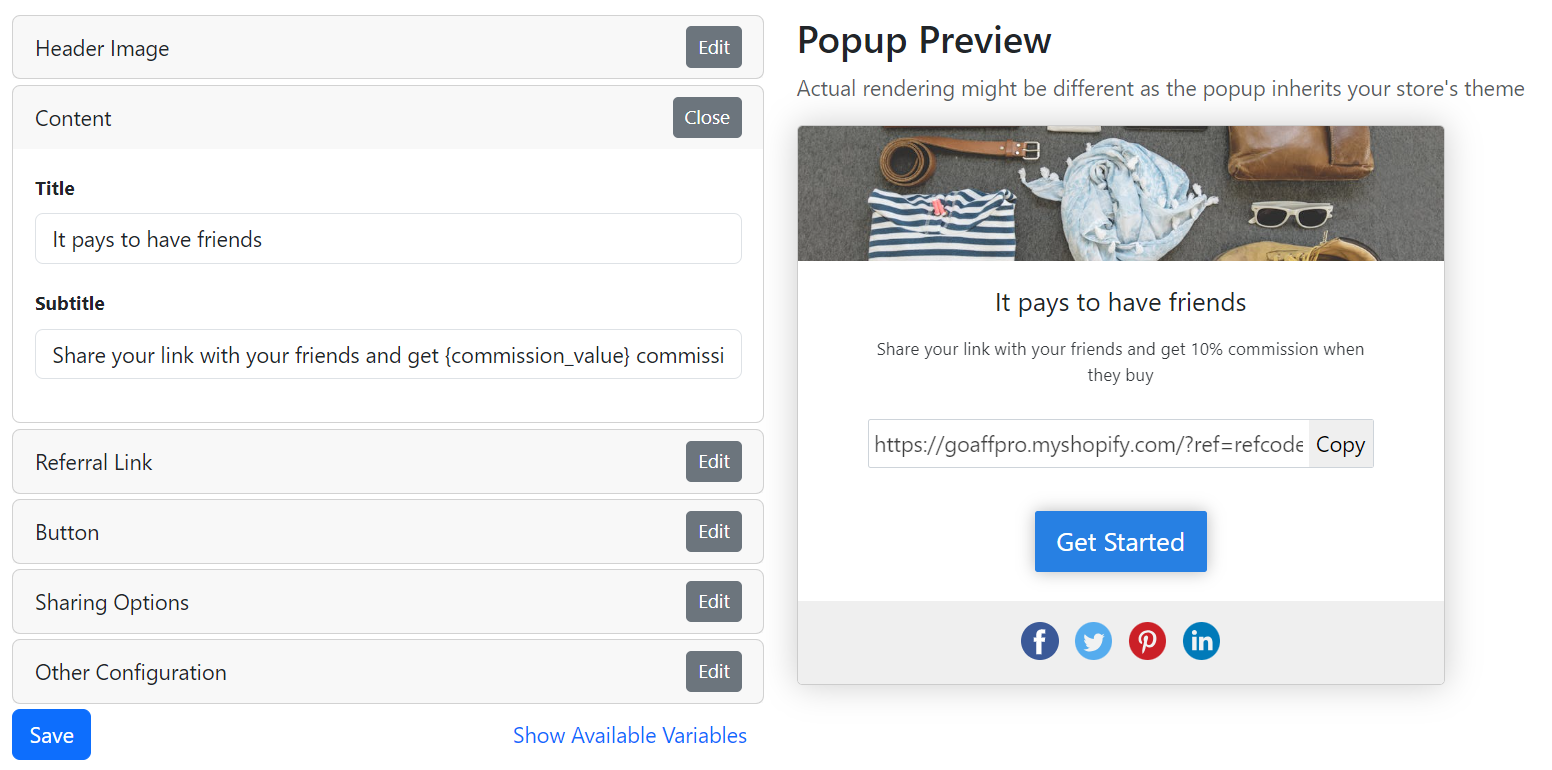 Header Image
Edit
Content
Close
Title
It pays to have friends
Subtitle
Share your link with your friends and get {commission_value} commissi
Referral Link
Edit
Button
Edit
Sharing Options
Edit
Other Configuration
Edit
Save
Show Available Variables
Popup Preview
Actual rendering might be different as the popup inherits your store's theme
It pays to have friends
Share your link with your friends and get 10% commission when
they buy
https://goaffpro.myshopify.com/?ref=refcode
Copy
Get Started